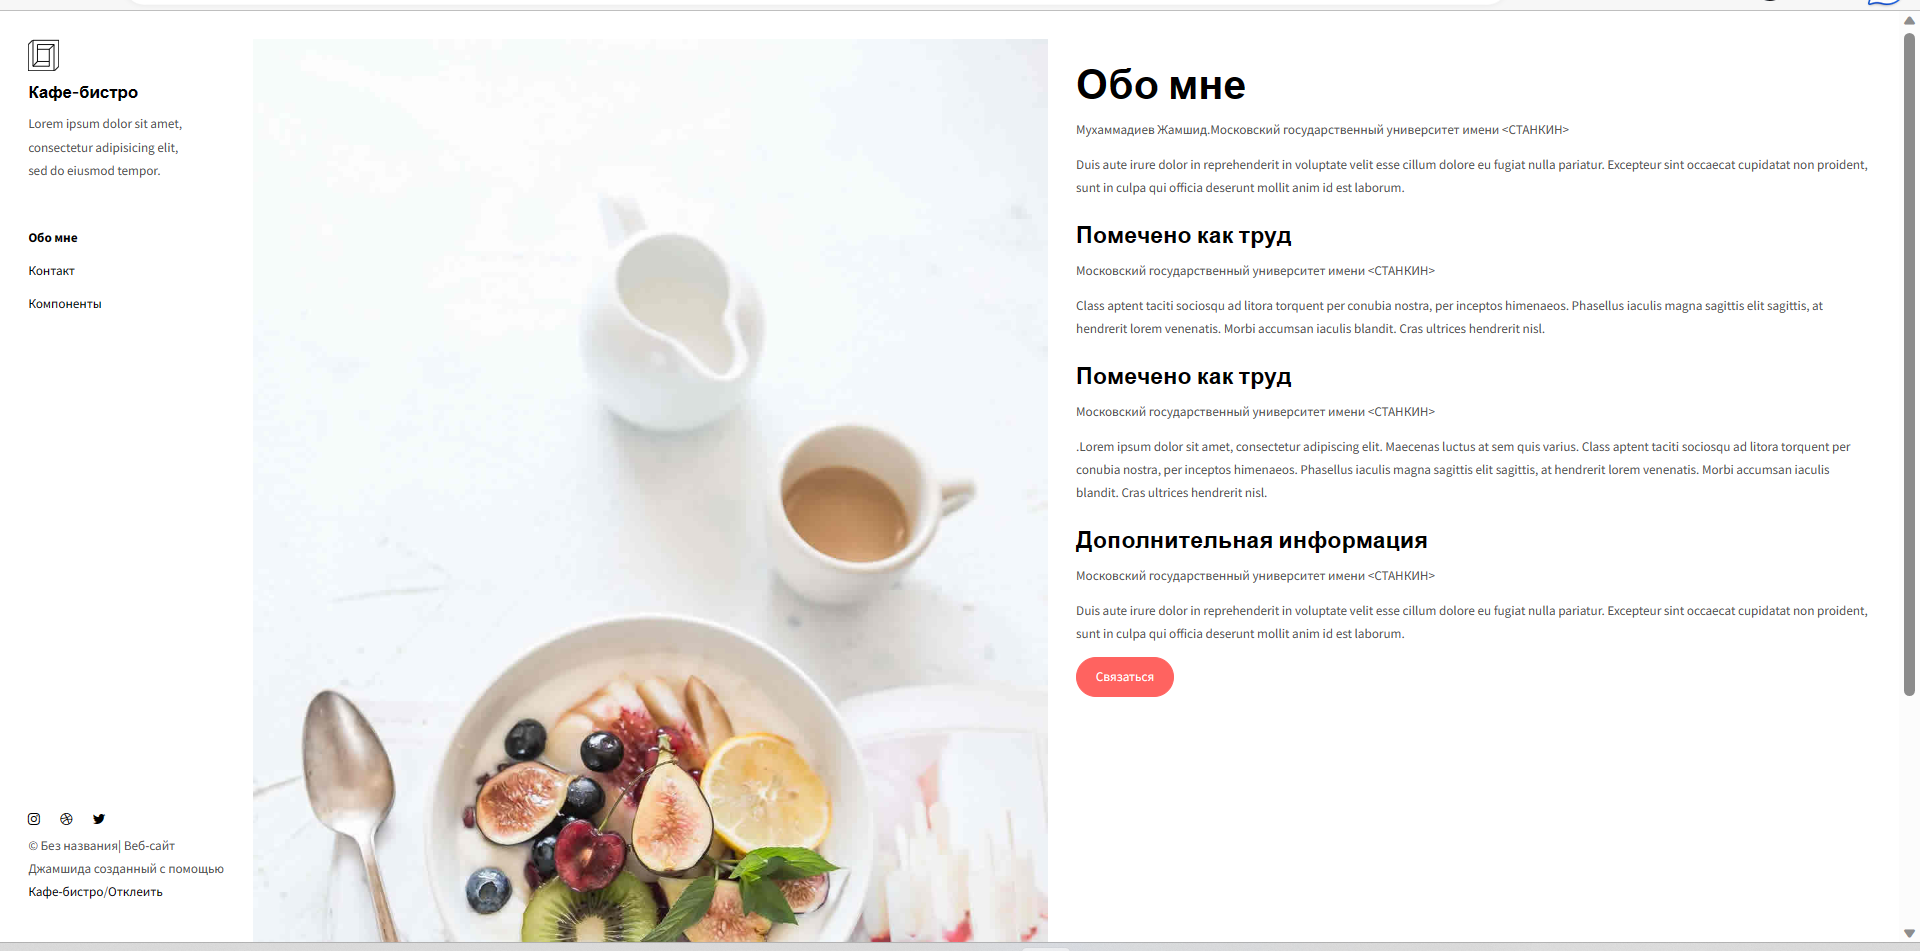 Кафе-бистро
Lorem ipsum dolor sit amet,
consectetur adipisicing elit,
sed do eiusmod tempor.
Обо мне
Контакт
Компоненты
© Без названия| Веб-сайт
Джамшида созданный с помощью
Кафе-бистро/Отклеить
Обо мне
Мухаммадиев Жамшид.Московский государственный университет имени <СТАНКИН>
Duis aute irure dolor in reprehenderit in voluptate velit esse cillum dolore eu fugiat nulla pariatur. Excepteur sint occaecat cupidatat non proident,
sunt in culpa qui officia deserunt mollit anim id est laborum.
Помечено как труд
Московский государственный университет имени <СТАНКИН>
Class aptent taciti sociosqu ad litora torquent per conubia nostra, per inceptos himenaeos. Phasellus iaculis magna sagittis elit sagittis, at
hendrerit lorem venenatis. Morbi accumsan iaculis blandit. Cras ultrices hendrerit nisl.
Помечено как труд
Московский государственный университет имени <СТАНКИН>
.Lorem ipsum dolor sit amet, consectetur adipiscing elit. Maecenas luctus at sem quis varius. Class aptent taciti sociosqu ad litora torquent per
conubia nostra, per inceptos himenaeos. Phasellus iaculis magna sagittis elit sagittis, at hendrerit lorem venenatis. Morbi accumsan iaculis
blandit. Cras ultrices hendrerit nisl.
Дополнительная информация
Московский государственный университет имени <СТАНКИН>
Duis aute irure dolor in reprehenderit in voluptate velit esse cillum dolore eu fugiat nulla pariatur. Excepteur sint occaecat cupidatat non proident,
sunt in culpa qui officia deserunt mollit anim id est laborum.
Связаться